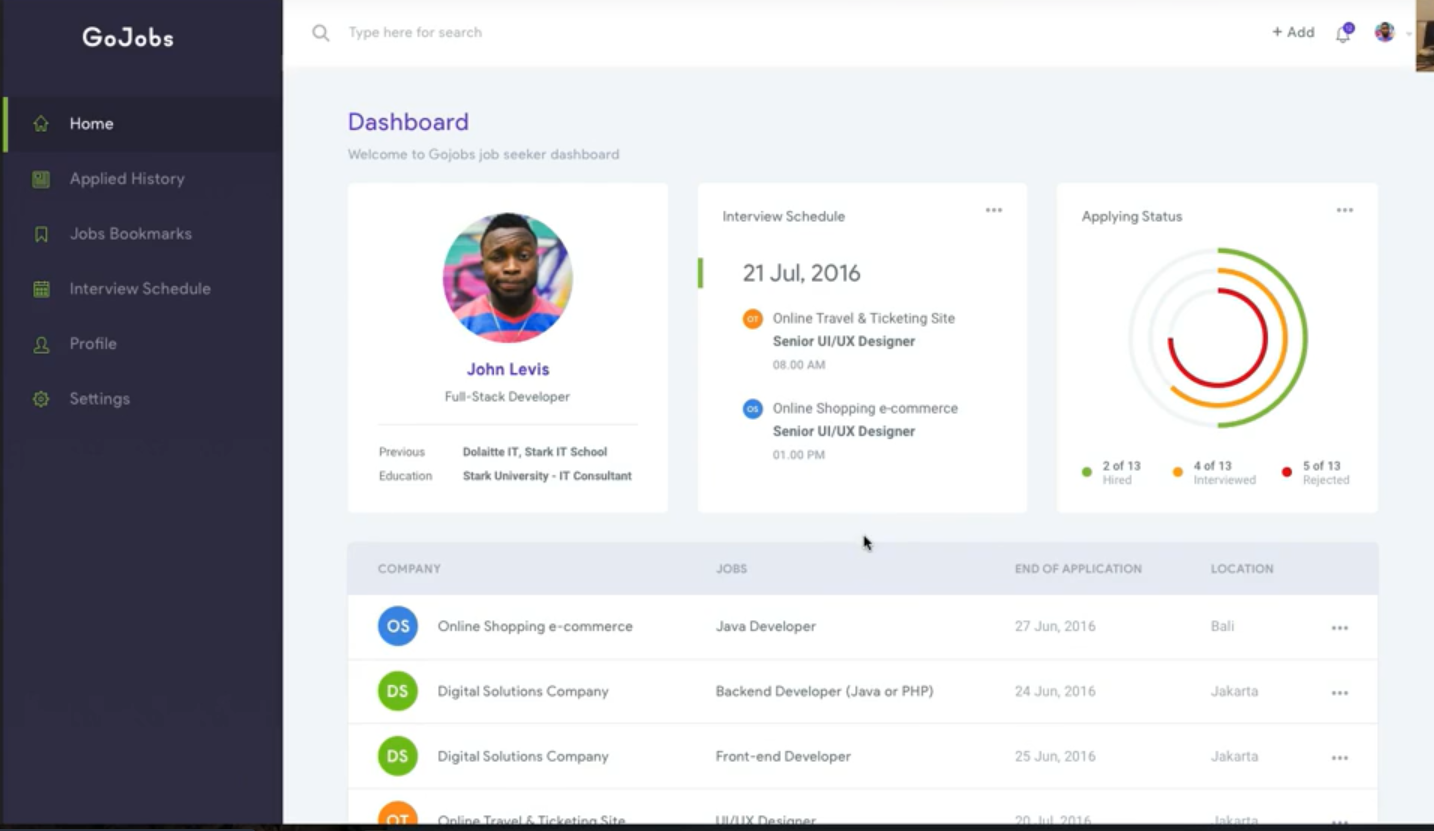 GoJobs
Type here for search
+ Add
Home
Applied History
Jobs Bookmarks
Interview Schedule
Profile
Settings
Dashboard
Welcome to Gojobs job seeker dashboard
John Levis
Full-Stack Developer
Previous Dolaitte IT, Stark IT School
Education Stark University - IT Consultant
Interview Schedule
21 Jul, 2016
OT Online Travel & Ticketing Site
Senior UI/UX Designer
08.00 AM
OS Online Shopping e-commerce
Senior UI/UX Designer
01.00 PM
Applying Status
2 of 13 4 of 13 5 of 13
Hired Interviewed Rejected
COMPANY JOBS END OF APPLICATION LOCATION
OS Online Shopping e-commerce Java Developer 27 Jun, 2016 Bali
DS Digital Solutions Company Backend Developer (Java or PHP) 24 Jun, 2016 Jakarta
DS Digital Solutions Company Front-end Developer 25 Jun, 2016 Jakarta
OT Online Travel & Ticketing Site UI/UX Designer 20 Jul, 2016 Jakarta